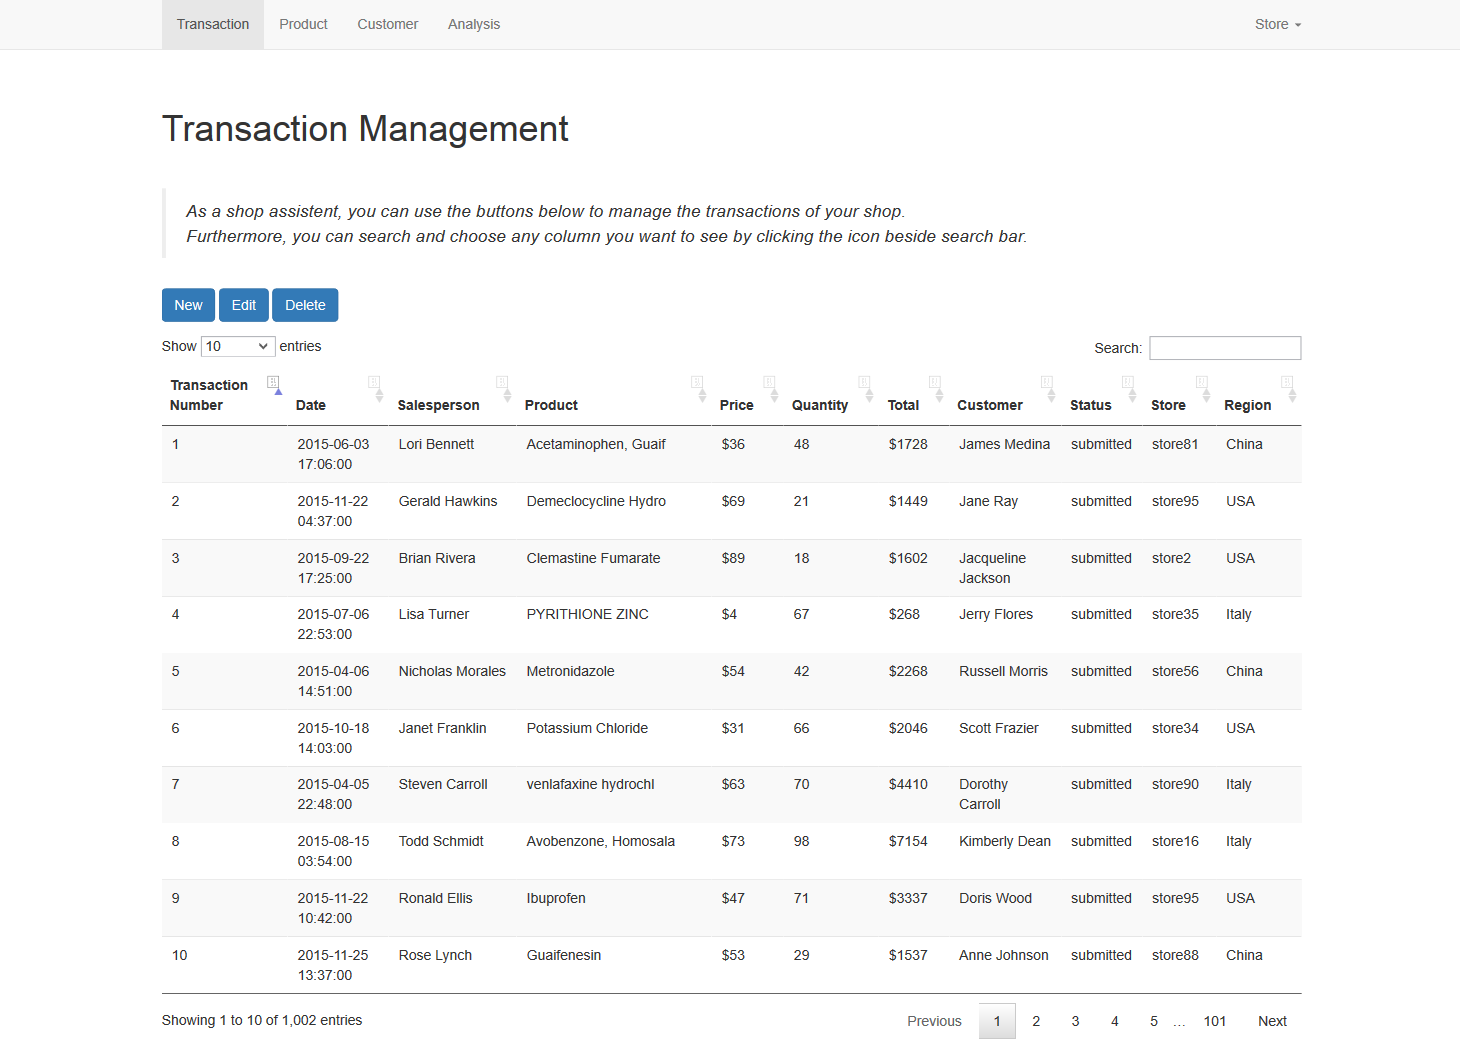 Transaction Product Customer Analysis Store
Transaction Management
As a shop assistent, you can use the buttons below to manage the transactions of your shop.
Furthermore, you can search and choose any column you want to see by clicking the icon beside search bar.
New Edit Delete
Show 10 entries Search:
Transaction Number Date Salesperson Product Price Quantity Total Customer Status Store Region
1 2015-06-03 Lori Bennett Acetaminophen, Guaif $36 48 $1728 James Medina submitted store81 China
17:06:00
2 2015-11-22 Gerald Hawkins Demeclocycline Hydro $69 21 $1449 Jane Ray submitted store95 USA
04:37:00
3 2015-09-22 Brian Rivera Clemastine Fumarate $89 18 $1602 Jacqueline submitted store2 USA
17:25:00 Jackson
4 2015-07-06 Lisa Turner PYRITHIONE ZINC $4 67 $268 Jerry Flores submitted store35 Italy
22:53:00
5 2015-04-06 Nicholas Morales Metronidazole $54 42 $2268 Russell Morris submitted store56 China
14:51:00
6 2015-10-18 Janet Franklin Potassium Chloride $31 66 $2046 Scott Frazier submitted store34 USA
14:03:00
7 2015-04-05 Steven Carroll venlafaxine hydrochl $63 70 $4410 Dorothy submitted store90 Italy
22:48:00 Carroll
8 2015-08-15 Todd Schmidt Avobenzone, Homosala $73 98 $7154 Kimberly Dean submitted store16 Italy
03:54:00
9 2015-11-22 Ronald Ellis Ibuprofen $47 71 $3337 Doris Wood submitted store95 USA
10:42:00
10 2015-11-25 Rose Lynch Guaifenesin $53 29 $1537 Anne Johnson submitted store88 China
13:37:00
Showing 1 to 10 of 1,002 entries Previous 1 2 3 4 5 … 101 Next